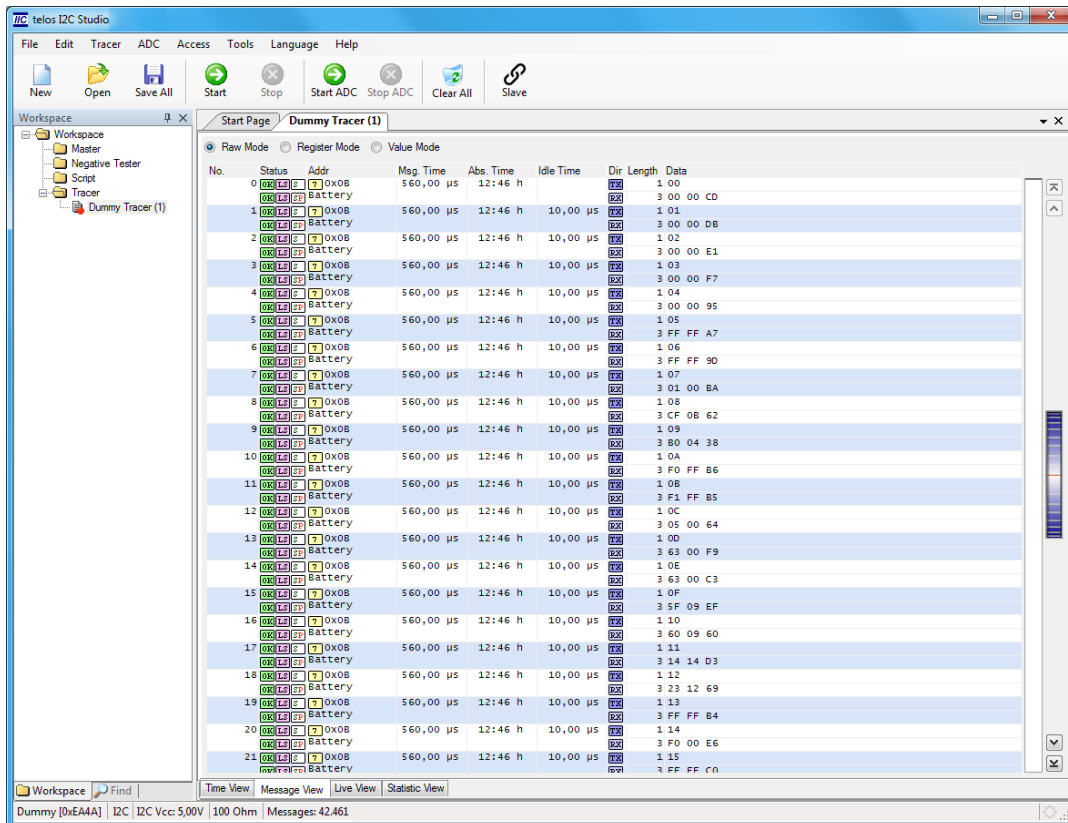 IIC telos I2C Studio
File Edit Tracer ADC Access Tools Language Help
New Open Save All Start Stop Start ADC Stop ADC Clear All Slave
Workspace
Workspace
Master
Negative Tester
Script
Tracer
Dummy Tracer (1)
Start Page Dummy Tracer (1)
Raw Mode Register Mode Value Mode
No. Status Addr Msg. Time Abs. Time Idle Time Dir Length Data
0 OK LS S 7 0x0B 560,00 µs 12:46 h TX 1 00
OK LS SP Battery RX 3 00 00 CD
1 OK LS S 7 0x0B 560,00 µs 12:46 h 10,00 µs TX 1 01
OK LS SP Battery RX 3 00 00 DB
2 OK LS S 7 0x0B 560,00 µs 12:46 h 10,00 µs TX 1 02
OK LS SP Battery RX 3 00 00 E1
3 OK LS S 7 0x0B 560,00 µs 12:46 h 10,00 µs TX 1 03
OK LS SP Battery RX 3 00 00 F7
4 OK LS S 7 0x0B 560,00 µs 12:46 h 10,00 µs TX 1 04
OK LS SP Battery RX 3 00 00 95
5 OK LS S 7 0x0B 560,00 µs 12:46 h 10,00 µs TX 1 05
OK LS SP Battery RX 3 FF FF A7
6 OK LS S 7 0x0B 560,00 µs 12:46 h 10,00 µs TX 1 06
OK LS SP Battery RX 3 FF FF 9D
7 OK LS S 7 0x0B 560,00 µs 12:46 h 10,00 µs TX 1 07
OK LS SP Battery RX 3 01 00 BA
8 OK LS S 7 0x0B 560,00 µs 12:46 h 10,00 µs TX 1 08
OK LS SP Battery RX 3 CF 0B 62
9 OK LS S 7 0x0B 560,00 µs 12:46 h 10,00 µs TX 1 09
OK LS SP Battery RX 3 B0 04 38
10 OK LS S 7 0x0B 560,00 µs 12:46 h 10,00 µs TX 1 0A
OK LS SP Battery RX 3 F0 FF B6
11 OK LS S 7 0x0B 560,00 µs 12:46 h 10,00 µs TX 1 0B
OK LS SP Battery RX 3 F1 FF B5
12 OK LS S 7 0x0B 560,00 µs 12:46 h 10,00 µs TX 1 0C
OK LS SP Battery RX 3 05 00 64
13 OK LS S 7 0x0B 560,00 µs 12:46 h 10,00 µs TX 1 0D
OK LS SP Battery RX 3 63 00 F9
14 OK LS S 7 0x0B 560,00 µs 12:46 h 10,00 µs TX 1 0E
OK LS SP Battery RX 3 63 00 C3
15 OK LS S 7 0x0B 560,00 µs 12:46 h 10,00 µs TX 1 0F
OK LS SP Battery RX 3 5F 09 EF
16 OK LS S 7 0x0B 560,00 µs 12:46 h 10,00 µs TX 1 10
OK LS SP Battery RX 3 60 09 60
17 OK LS S 7 0x0B 560,00 µs 12:46 h 10,00 µs TX 1 11
OK LS SP Battery RX 3 14 14 D3
18 OK LS S 7 0x0B 560,00 µs 12:46 h 10,00 µs TX 1 12
OK LS SP Battery RX 3 23 12 69
19 OK LS S 7 0x0B 560,00 µs 12:46 h 10,00 µs TX 1 13
OK LS SP Battery RX 3 FF FF B4
20 OK LS S 7 0x0B 560,00 µs 12:46 h 10,00 µs TX 1 14
OK LS SP Battery RX 3 F0 00 E6
21 OK LS S 7 0x0B 560,00 µs 12:46 h 10,00 µs TX 1 15
OK LS SP Battery RX 3 FF FF C0
Workspace Find Time View Message View Live View Statistic View
Dummy [0xEA4A] I2C I2C Vcc: 5,00V 100 Ohm Messages: 42.461